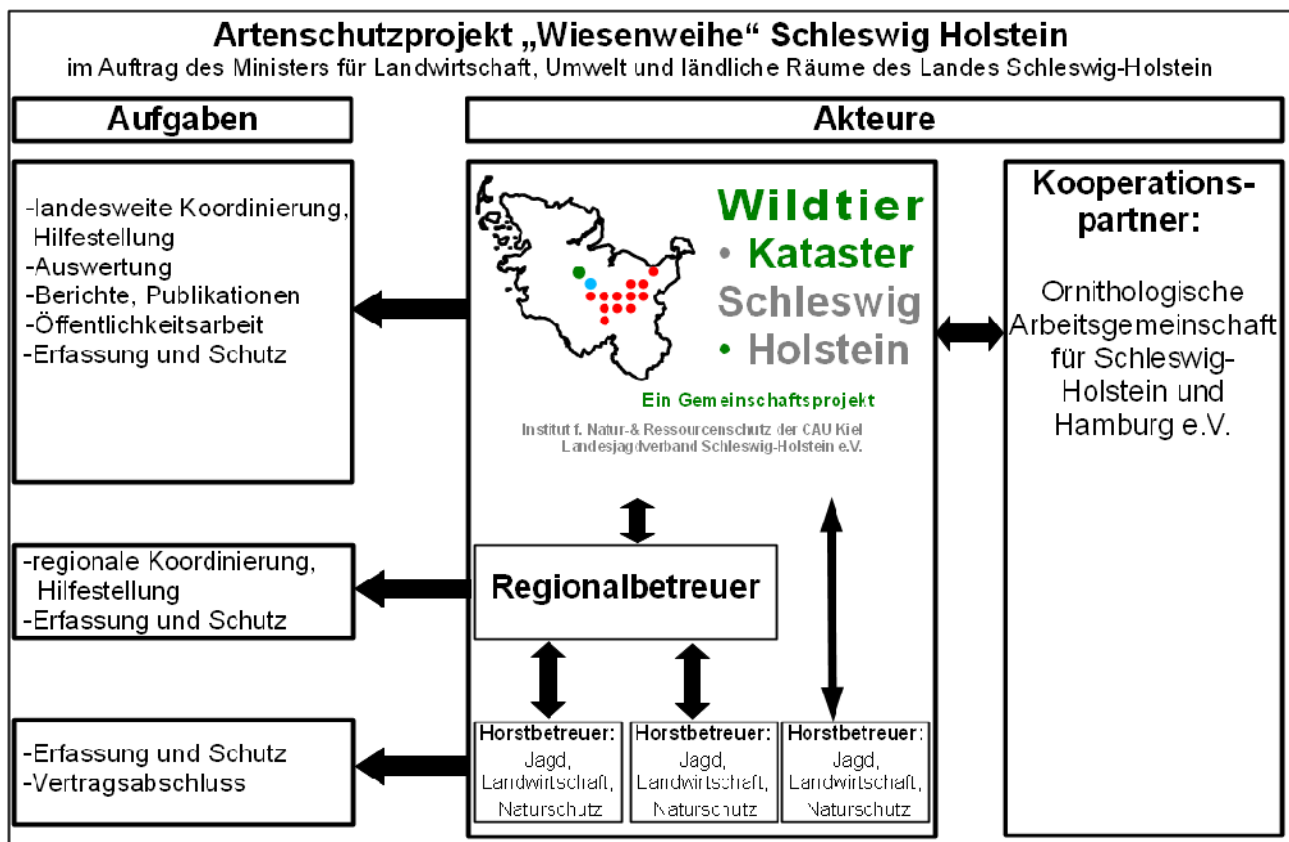 Artenschutzprojekt „Wiesenweihe“ Schleswig Holstein
im Auftrag des Ministers für Landwirtschaft, Umwelt und ländliche Räume des Landes Schleswig-Holstein
Aufgaben
Akteure
-landesweite Koordinierung,
Hilfestellung
-Auswertung
-Berichte, Publikationen
-Öffentlichkeitsarbeit
-Erfassung und Schutz
Wildtier
• Kataster
Schleswig
• Holstein
Ein Gemeinschaftsprojekt
Institut f. Natur-& Ressourcenschutz der CAU Kiel
Landesjagdverband Schleswig-Holstein e.V.
Kooperations-
partner:
Ornithologische
Arbeitsgemeinschaft
für Schleswig-
Holstein und
Hamburg e.V.
-regionale Koordinierung,
Hilfestellung
-Erfassung und Schutz
Regionalbetreuer
-Erfassung und Schutz
-Vertragsabschluss
Horstbetreuer:
Jagd,
Landwirtschaft,
Naturschutz
Horstbetreuer:
Jagd,
Landwirtschaft,
Naturschutz
Horstbetreuer:
Jagd,
Landwirtschaft,
Naturschutz